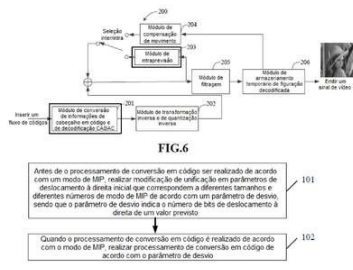 200
204
Módulo de
compensação
de movimento
Seleção
interintra
203
Módulo de
intraprevisão
205
206
Módulo de
filtragem
Módulo de
armazenamento
temporário de figuração
decodificada
Emitir um
sinal de vídeo
201
202
Inserir um
fluxo de códigos
Módulo de conversão
de informações de
cabeçalho em código e
de decodificação CABAC
Módulo de transformação
inversa e de quantização
inversa
FIG.6
Antes de o processamento de conversão em código ser realizado de acordo
com um modo de MIP, realizar modificação de unificação em parâmetros de
deslocamento à direita inicial que correspondem a diferentes tamanhos e
diferentes números de modo de MIP de acordo com um parâmetro de desvio,
sendo que o parâmetro de desvio indica o número de bits de deslocamento à
direita de um valor previsto
101
Quando o processamento de conversão em código é realizado de acordo
com o modo de MIP, realizar processamento de conversão em código de
acordo com o parâmetro de desvio
102